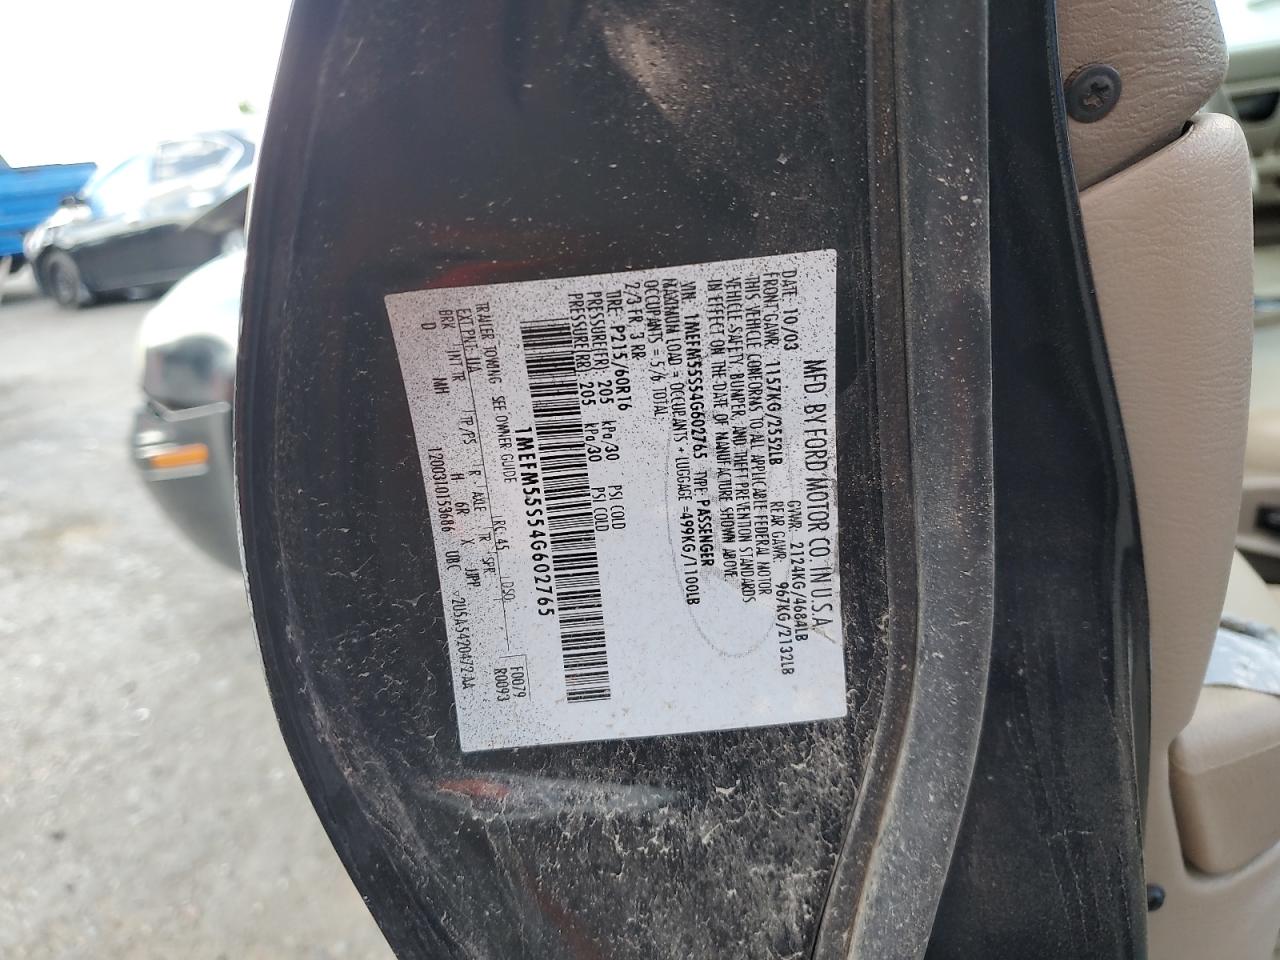 MFD. BY FORD MOTOR CO. IN U.S.A.
DATE: 10/03 GVWR: 2124KG/4684LB
FRONT GAWR: 1157KG/2552LB REAR GAWR: 967KG/2132LB
THIS VEHICLE CONFORMS TO ALL APPLICABLE FEDERAL MOTOR
VEHICLE SAFETY, BUMPER, AND THEFT PREVENTION STANDARDS
IN EFFECT ON THE DATE OF MANUFACTURE SHOWN ABOVE.
VIN: 1MEFM55S54G602765 TYPE: PASSENGER
MAXIMUM LOAD = OCCUPANTS + LUGGAGE =499KG/1100LB
OCCUPANTS = 5/6 TOTAL
2/3 FR 3 RR
TIRE: P215/60R16
PRESSURE(FR) 205 kPa/30 PSI COLD
PRESSURE(RR) 205 kPa/30 PSI COLD
1MEFM55S54G602765
TRAILER TOWING - SEE OWNER GUIDE
EXT PNT: UA RC: 45 DSO: F0079
BRK INT TR TP/PS R AXLE TR SPR R0093
D MH H 6R X JJPP
1200310153686 UBC 2U5A5420472AA